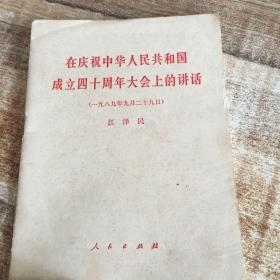 在庆祝中华人民共和国
成立四十周年大会上的讲话
(一九八九年九月二十九日)
江泽民
人民出版社